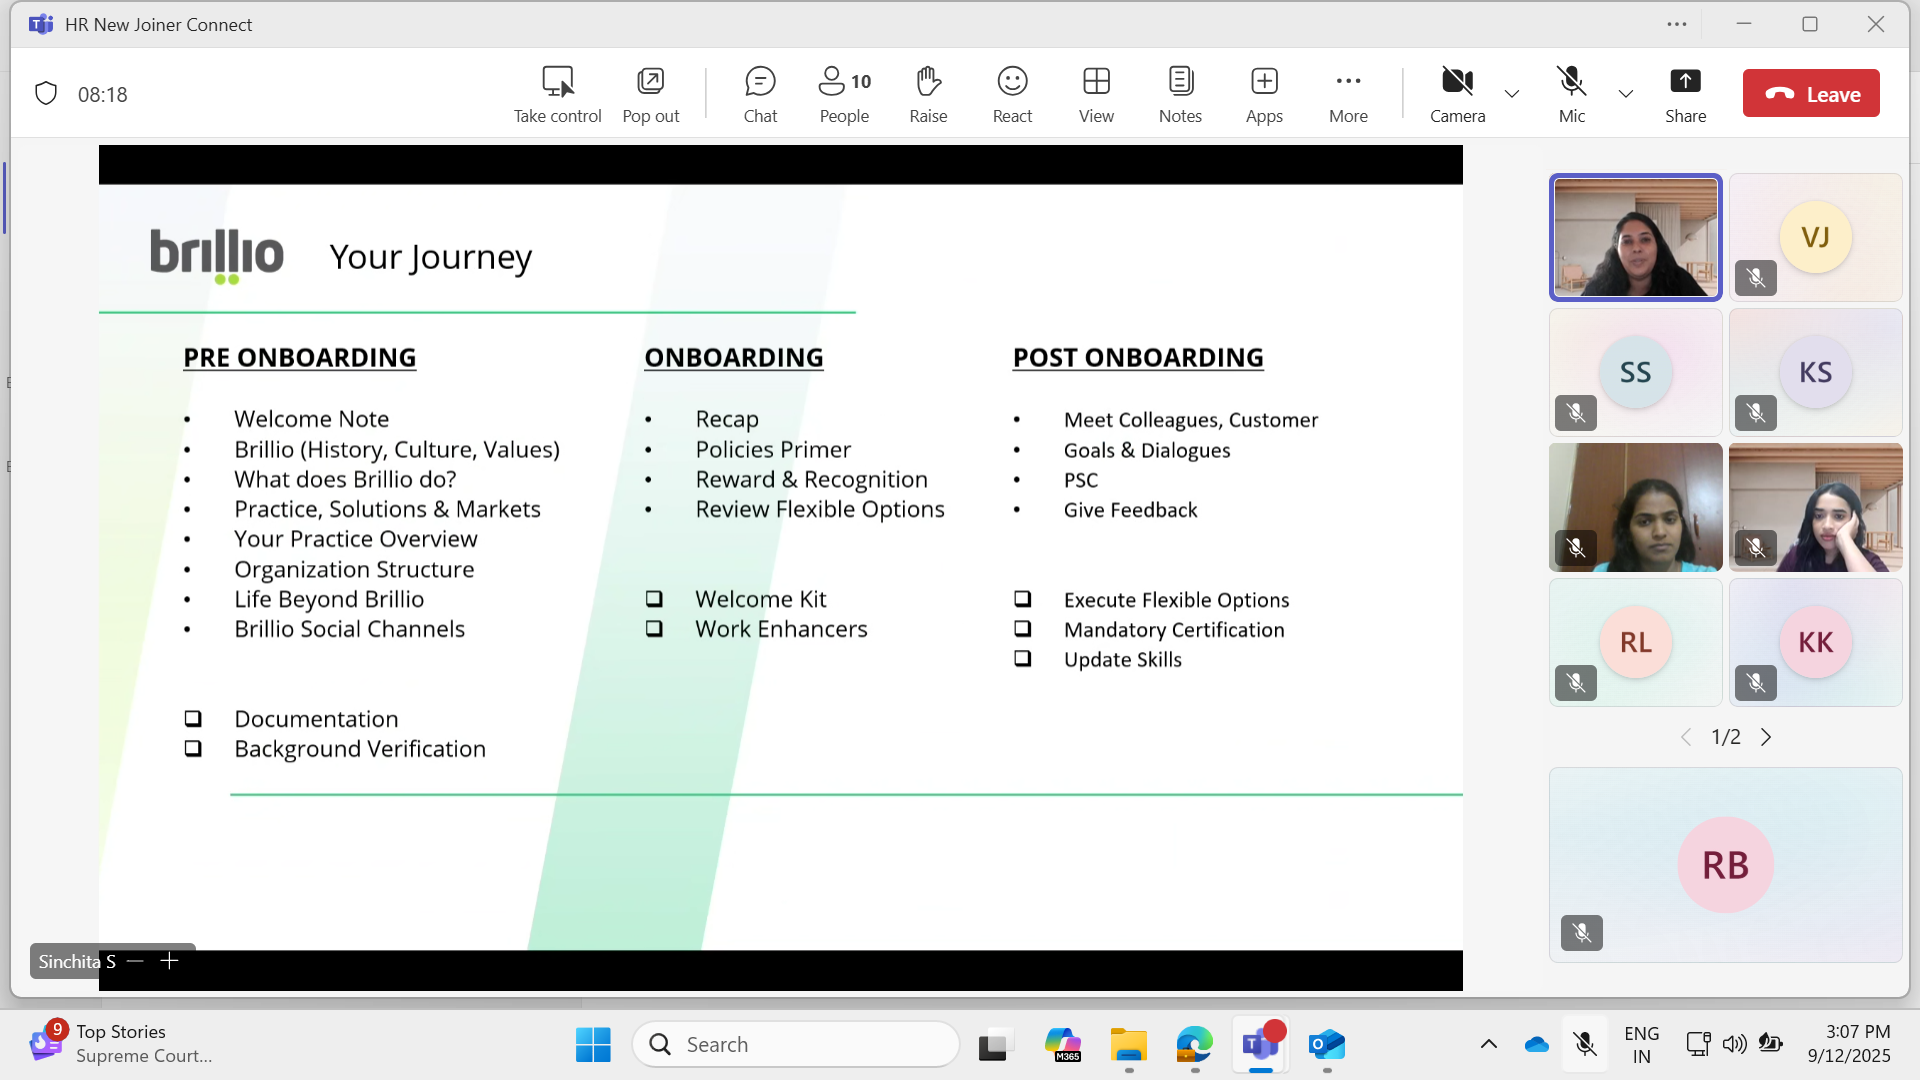 HR New Joiner Connect
08:18
Take control
Pop out
Chat
10
People
Raise
React
View
Notes
Apps
More
Camera
Mic
Share
Leave
brillio
Your Journey
PRE ONBOARDING
• Welcome Note
• Brillio (History, Culture, Values)
• What does Brillio do?
• Practice, Solutions & Markets
• Your Practice Overview
• Organization Structure
• Life Beyond Brillio
• Brillio Social Channels
❑ Documentation
❑ Background Verification
ONBOARDING
• Recap
• Policies Primer
• Reward & Recognition
• Review Flexible Options
❑ Welcome Kit
❑ Work Enhancers
POST ONBOARDING
• Meet Colleagues, Customer
• Goals & Dialogues
• PSC
• Give Feedback
❑ Execute Flexible Options
❑ Mandatory Certification
❑ Update Skills
VJ
SS
KS
RL
KK
1/2
RB
Sinchita S
9
Top Stories
Supreme Court...
Search
M365
ENG
IN
3:07 PM
9/12/2025